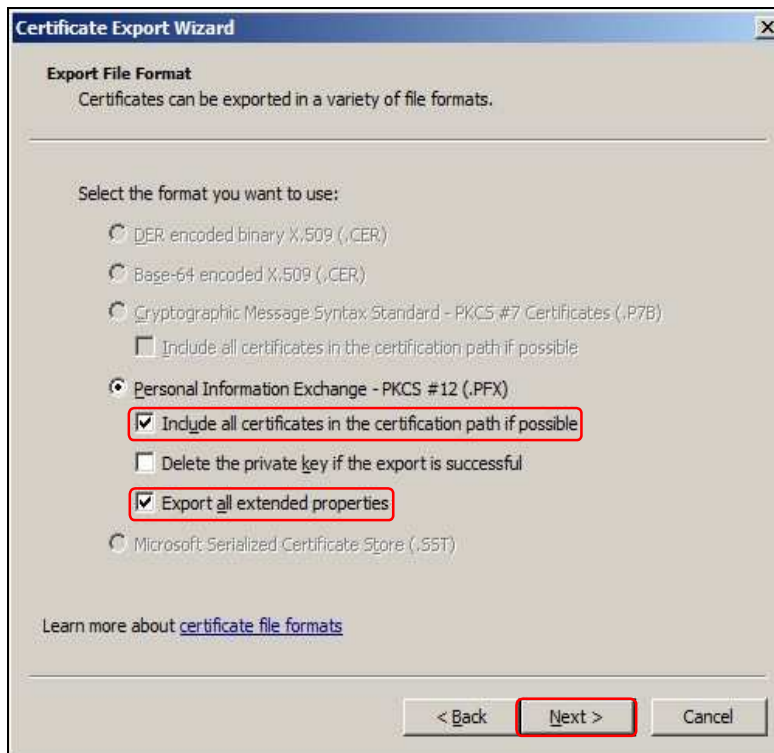 Certificate Export Wizard
Export File Format
Certificates can be exported in a variety of file formats.
Select the format you want to use:
DER encoded binary X.509 (.CER)
Base-64 encoded X.509 (.CER)
Cryptographic Message Syntax Standard - PKCS #7 Certificates (.P7B)
Include all certificates in the certification path if possible
Personal Information Exchange - PKCS #12 (.PFX)
Include all certificates in the certification path if possible
Delete the private key if the export is successful
Export all extended properties
Microsoft Serialized Certificate Store (.SST)
Learn more about certificate file formats
< Back Next > Cancel